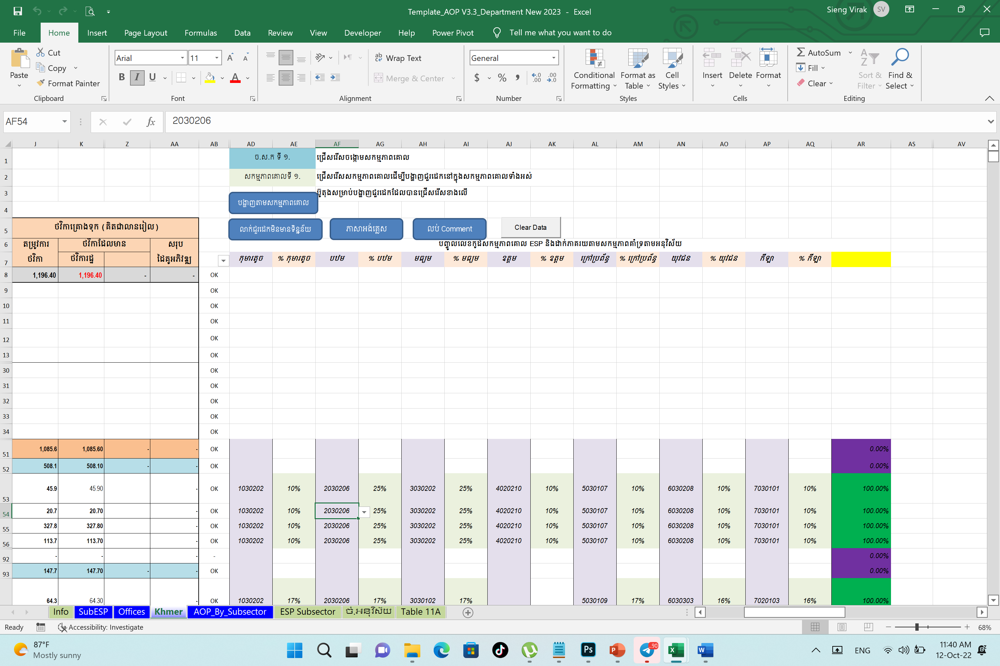 Template_AOP V3.3_Department New 2023 - Excel
Sieng Virak SV
File Home Insert Page Layout Formulas Data Review View Developer Help Power Pivot Tell me what you want to do
Paste
Cut
Copy
Format Painter
Clipboard
Arial 11
B I U
Font
Wrap Text
Merge & Center
Alignment
General
Number
Conditional Formatting
Format as Table
Cell Styles
Styles
Insert Delete Format
Cells
AutoSum
Fill
Clear
Sort & Filter
Find & Select
Editing
AF54 fx 2030206
J K Z AA AB AD AE AF AG AH AI AJ AK AL AM AN AO AP AQ AR AS AV
1 ច.ស.ក ទី ១. ជ្រើសរើសចង្កោមសកម្មភាពគោល
2 សកម្មភាពគោលទី ១. ជ្រើសរើសសកម្មភាពគោលដើម្បីបង្ហាញជួរដេកនៅក្នុងសកម្មភាពគោលទាំងអស់
3 ប៊ូតុងសម្រាប់បង្ហាញជួរដេកដែលបានជ្រើសរើសខាងលើ
បង្ហាញតាមសកម្មភាពគោល
4
5 ថវិកាគ្រោងទុក (គិតជាលានរៀល) លាក់ជួរដេកមិនមានទិន្នន័យ ភាសាអង់គ្លេស លប់ Comment Clear Data
6 តម្រូវការ ថវិកាដែលមាន សរុប បញ្ចូលលេខកូដសកម្មភាពគោល ESP និងដាក់ភាគរយតាមសកម្មភាពគាំទ្រតាមអនុវិស័យ
7 ថវិកា ថវិការដ្ឋ ដៃគូអភិវឌ្ឍ កុមារតូច % កុមារតូច បឋម % បឋម មធ្យម % មធ្យម ឧត្តម % ឧត្តម ក្រៅប្រព័ន្ធ % ក្រៅប្រព័ន្ធ យុវជន % យុវជន កីឡា % កីឡា
8 1,196.40 1,196.40 - - OK
9 OK
10 OK
11 OK
12 OK
13 OK
30 OK
31 OK
32 OK
33 OK
34 OK
51 1,085.6 1,085.60 - - OK 0.00%
52 508.1 508.10 - - OK 0.00%
53 45.9 45.90 - OK 1030202 10% 2030206 25% 3030202 25% 4020210 10% 5030107 10% 6030208 10% 7030101 10% 100.00%
54 20.7 20.70 - OK 1030202 10% 2030206 25% 3030202 25% 4020210 10% 5030107 10% 6030208 10% 7030101 10% 100.00%
55 327.8 327.80 - OK 1030202 10% 2030206 25% 3030202 25% 4020210 10% 5030107 10% 6030208 10% 7030101 10% 100.00%
56 113.7 113.70 - OK 1030202 10% 2030206 25% 3030202 25% 4020210 10% 5030107 10% 6030208 10% 7030101 10% 100.00%
92 - - - - 0.00%
93 147.7 147.70 - - OK 0.00%
64.3 64.30 - OK 1030202 17% 2030206 17% 3030102 17% 5030109 17% 6030303 16% 7020103 16% 100.00%
Info SubESP Offices Khmer AOP_By_Subsector ESP Subsector ចំ.អនុវិស័យ Table 11A
Ready Accessibility: Investigate 68%
87°F
Mostly sunny
..90
ENG
11:40 AM
12-Oct-22